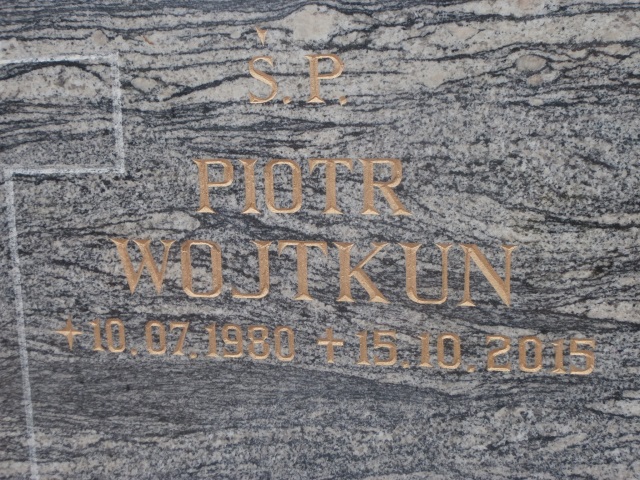 Ś.P.
PIOTR
WOJTKUN
+10.07.1980 +15.10.2015